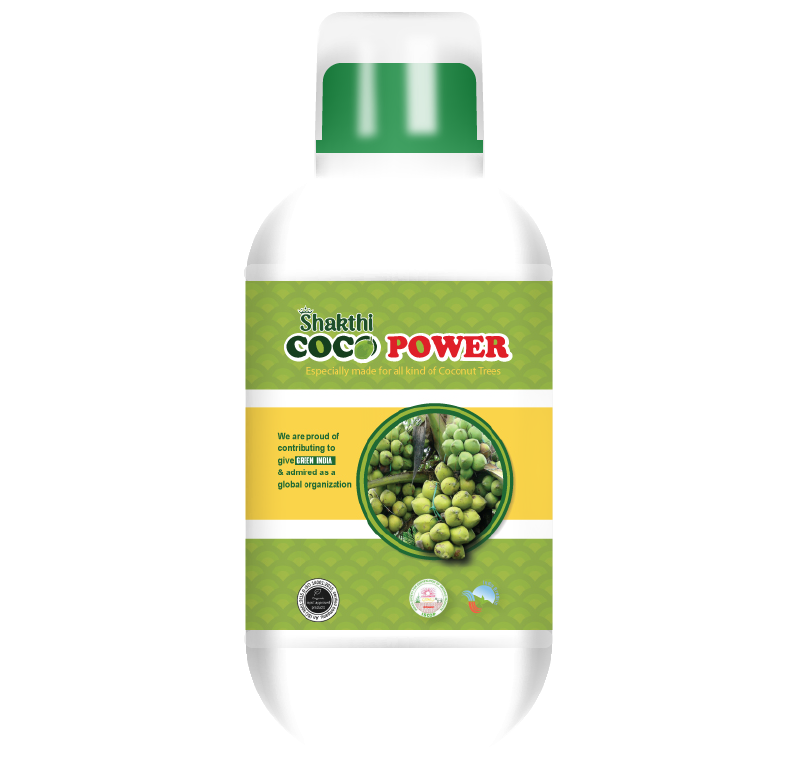 Shakthi
COCO POWER
Especially made for all kind of Coconut Trees
We are proud of
contributing to
give GREEN INDIA
& admired as a
global organization